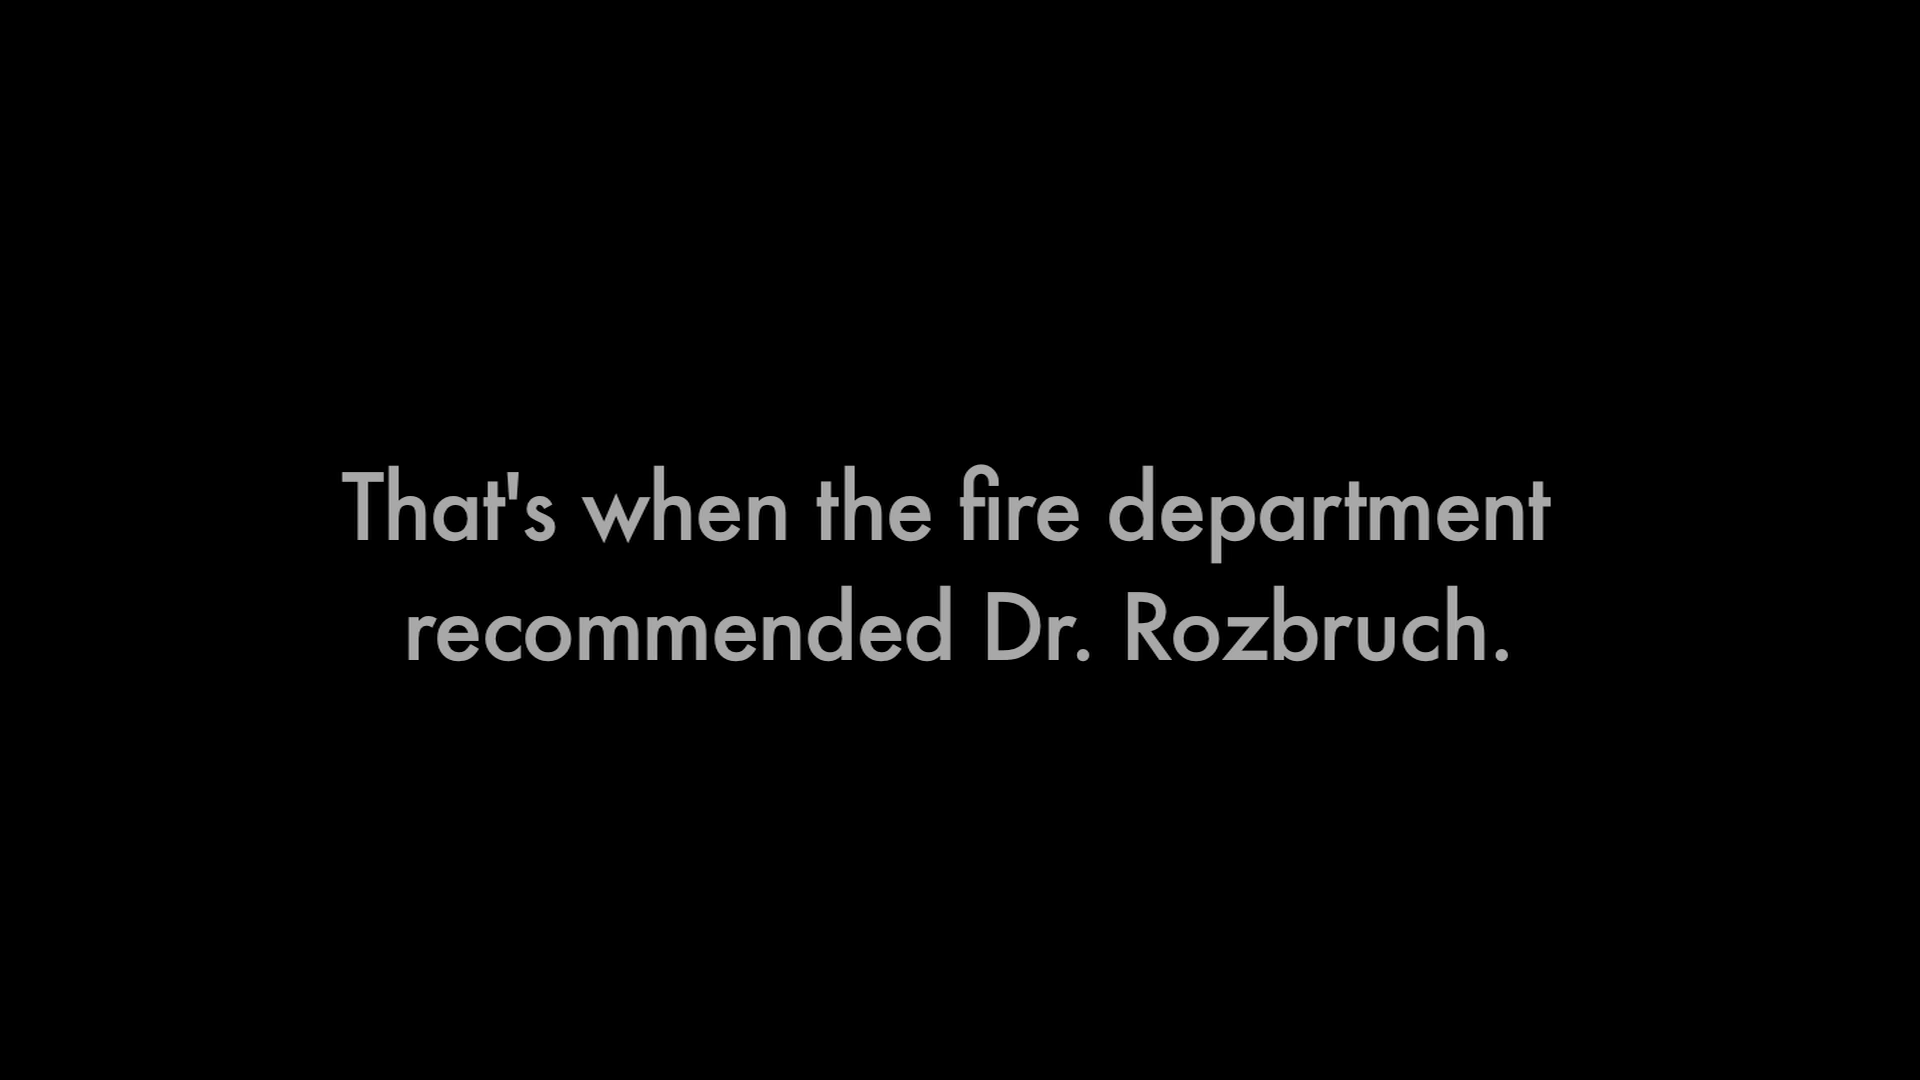 That's when the fire department
recommended Dr. Rozbruch.